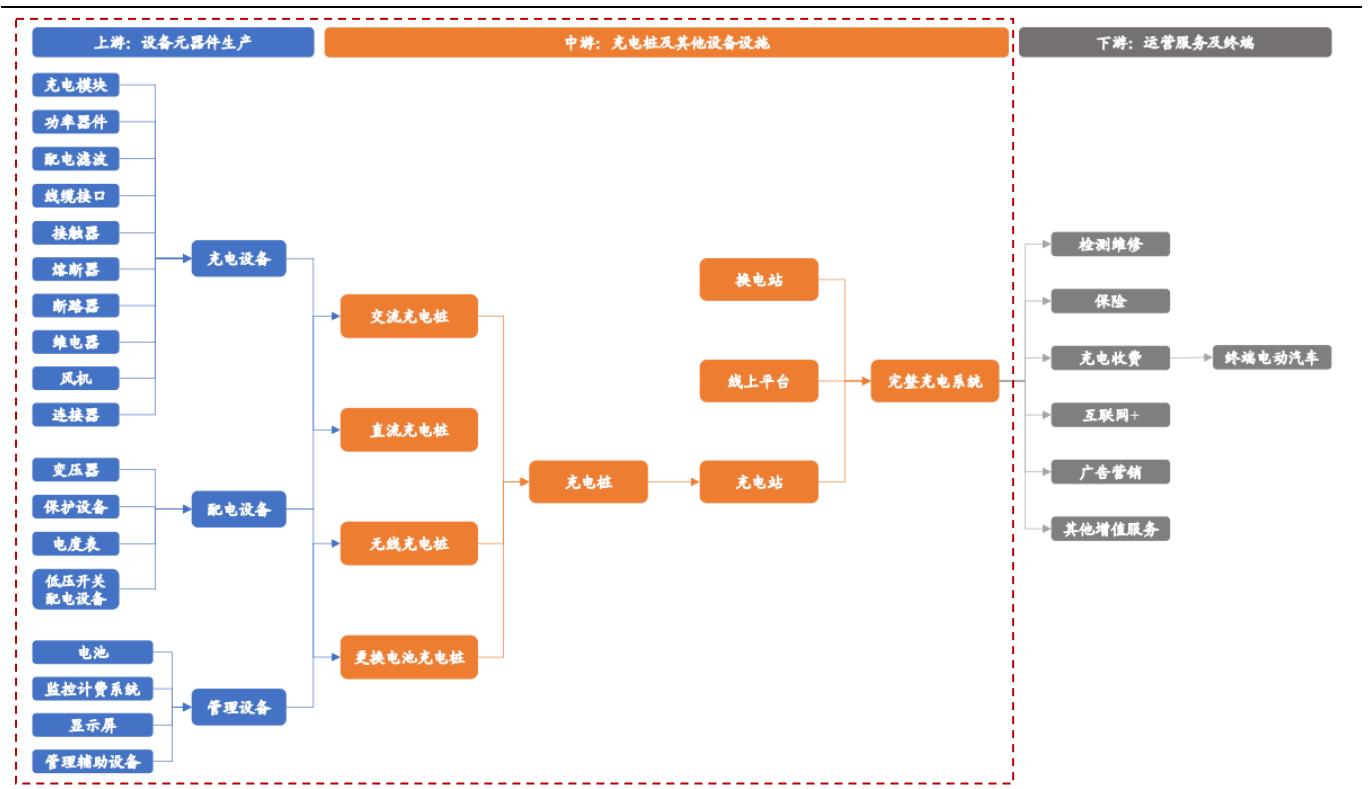 上游：设备元器件生产
中游：充电桩及其他设备设施
下游：运营服务及终端
充电模块
功率器件
配电滤波
线缆接口
接触器
熔断器
断路器
维电器
风机
连接器
充电设备
变压器
保护设备
电度表
低压开关
配电设备
配电设备
电池
监控计费系统
显示屏
管理辅助设备
管理设备
交流充电桩
直流充电桩
无线充电桩
更换电池充电桩
充电桩
换电站
线上平台
充电站
完整充电系统
检测维修
保险
充电收费
互联网+
广告营销
其他增值服务
终端电动汽车